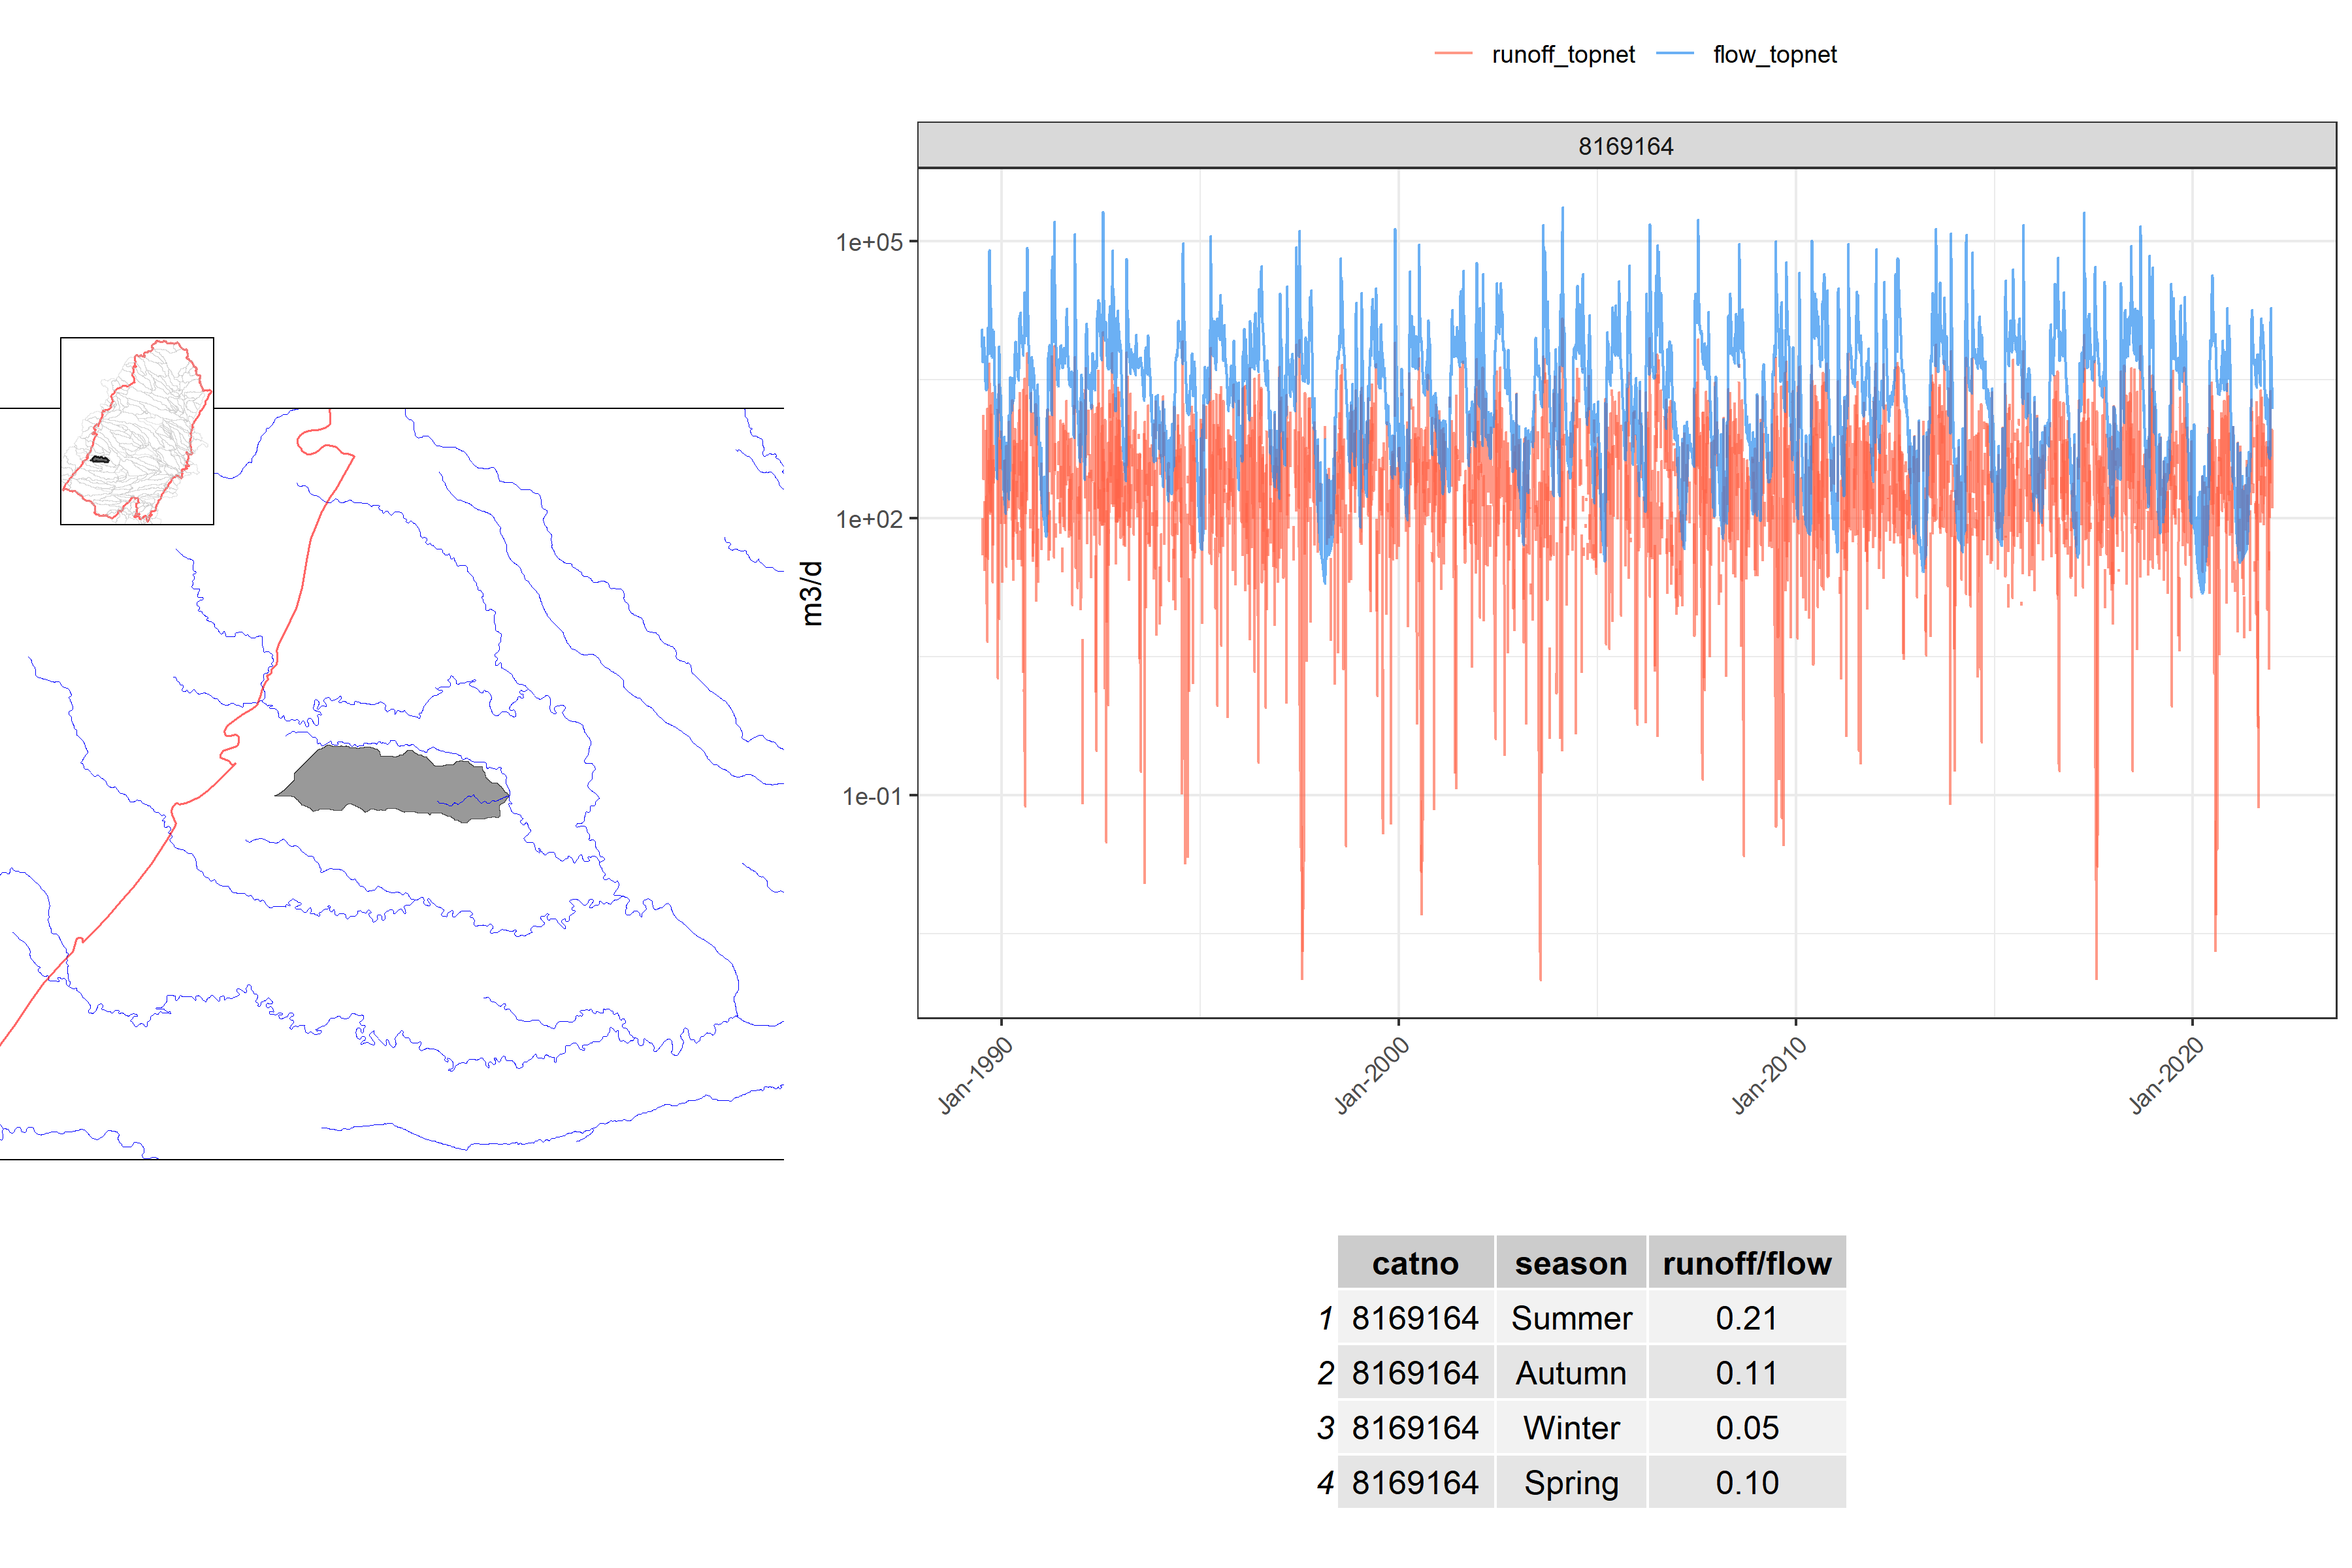 runoff_topnet flow_topnet
8169164
1e+05
1e+02
1e-01
m3/d
Jan-1990 Jan-2000 Jan-2010 Jan-2020
catno season runoff/flow
1 8169164 Summer 0.21
2 8169164 Autumn 0.11
3 8169164 Winter 0.05
4 8169164 Spring 0.10